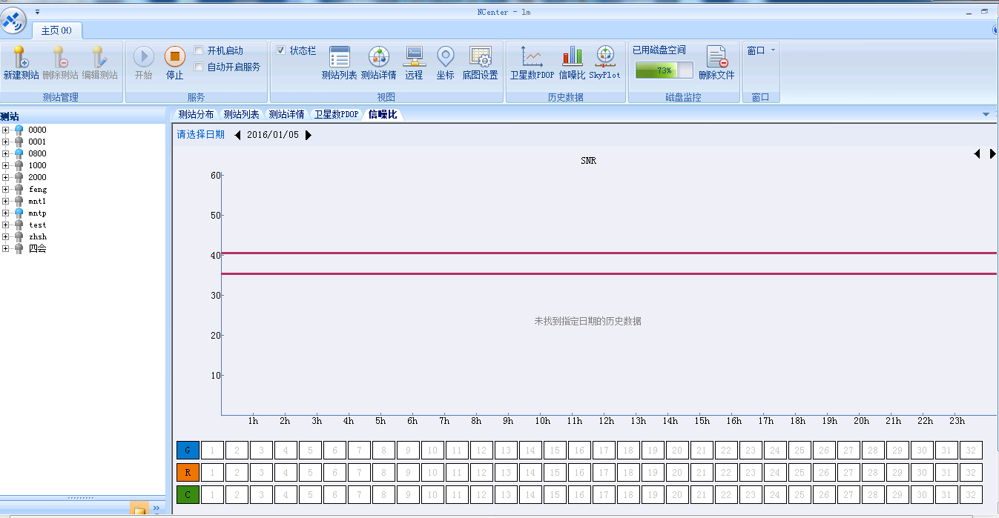 NCenter - lm
主页(H)
新建测站 删除测站 编辑测站
测站管理
开始 停止
开机启动
自动开启服务
服务
状态栏
测站列表 测站详情 远程 坐标 底图设置
视图
卫星数PDOP 信噪比 SkyPlot
历史数据
已用磁盘空间
73%
删除文件
磁盘监控
窗口
窗口
测站
0000
0001
0800
1000
2000
feng
mnt1
mntp
test
zhsh
四会
测站分布 测站列表 测站详情 卫星数PDOP 信噪比
请选择日期 2016/01/05
SNR
60
50
40
30
20
10
未找到指定日期的历史数据
1h 2h 3h 4h 5h 6h 7h 8h 9h 10h 11h 12h 13h 14h 15h 16h 17h 18h 19h 20h 21h 22h 23h
G 1 2 3 4 5 6 7 8 9 10 11 12 13 14 15 16 17 18 19 20 21 22 23 24 25 26 27 28 29 30 31 32
R 1 2 3 4 5 6 7 8 9 10 11 12 13 14 15 16 17 18 19 20 21 22 23 24 25 26 27 28 29 30 31 32
C 1 2 3 4 5 6 7 8 9 10 11 12 13 14 15 16 17 18 19 20 21 22 23 24 25 26 27 28 29 30 31 32